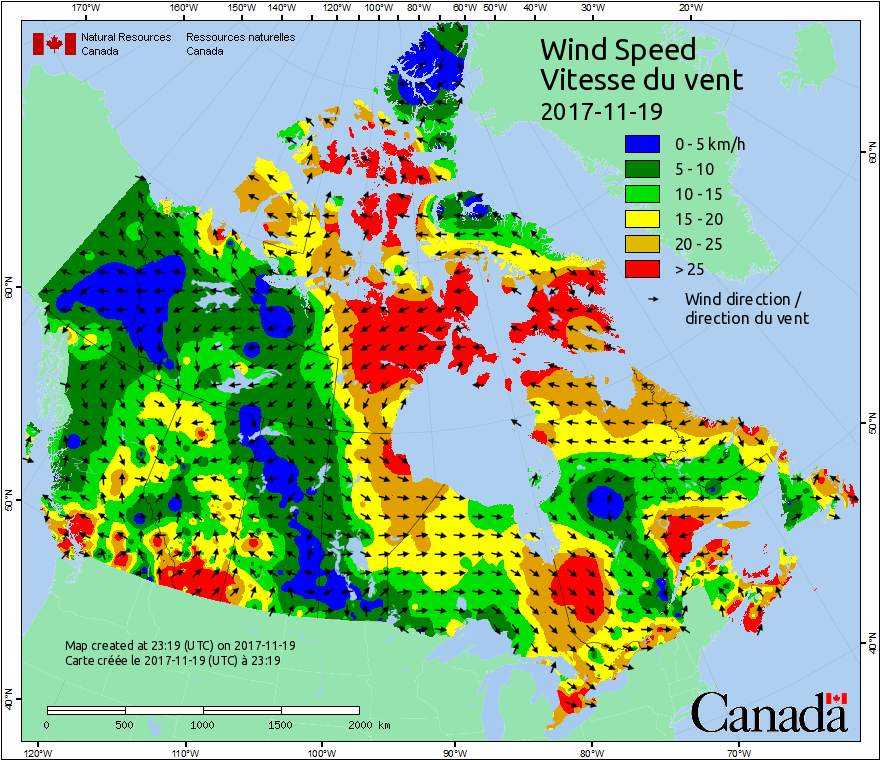 170°W 160°W 150°W 140°W 130°W 120°W 110°W 100°W 80°W 60°W 50°W 40°W 30°W 20°W
Natural Resources Canada
Ressources naturelles Canada
Wind Speed
Vitesse du vent
2017-11-19
0 - 5 km/h
5 - 10
10 - 15
15 - 20
20 - 25
> 25
Wind direction /
direction du vent
60°N
50°N
40°N
60°N
50°N
40°N
Map created at 23:19 (UTC) on 2017-11-19
Carte créée le 2017-11-19 (UTC) à 23:19
0 500 1000 1500 2000 km
Canada
120°W 110°W 100°W 90°W 80°W 70°W